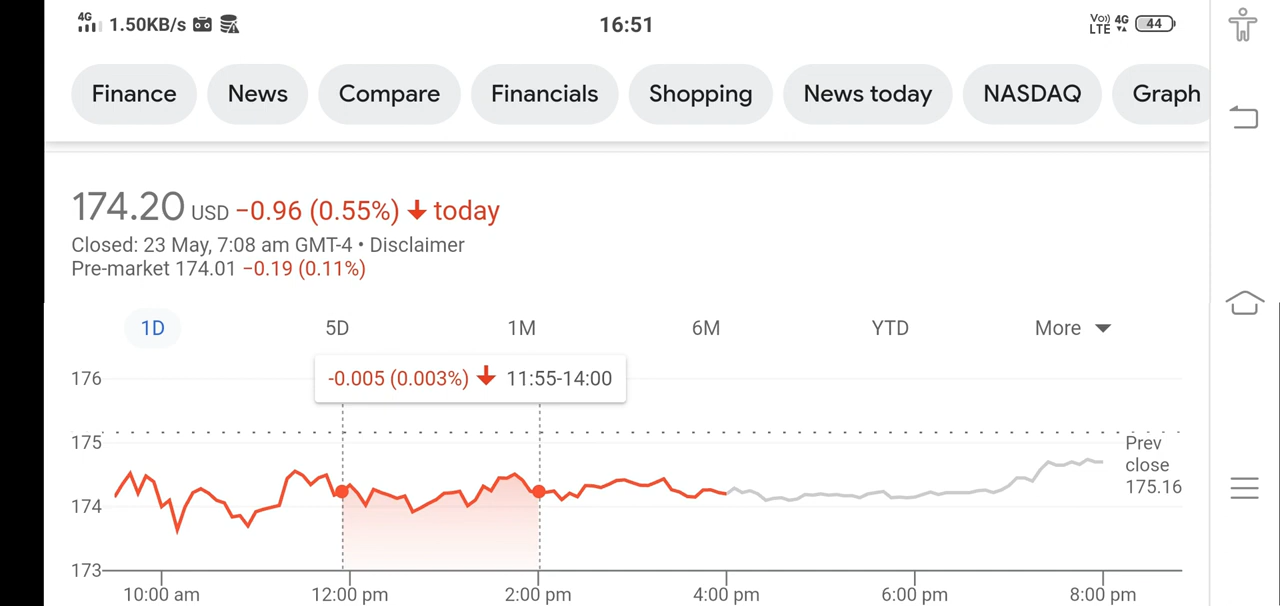 4G 1.50KB/s 16:51 Vo) LTE 4G 44
Finance News Compare Financials Shopping News today NASDAQ Graph
174.20 USD −0.96 (0.55%) today
Closed: 23 May, 7:08 am GMT-4 • Disclaimer
Pre-market 174.01 −0.19 (0.11%)
1D 5D 1M 6M YTD More
-0.005 (0.003%) 11:55-14:00
176
175
174
173
Prev
close
175.16
10:00 am 12:00 pm 2:00 pm 4:00 pm 6:00 pm 8:00 pm